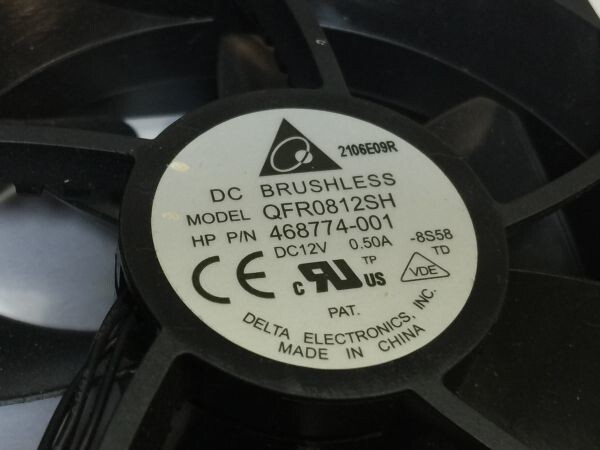 2106E09R
DC BRUSHLESS
MODEL QFR0812SH
HP P/N 468774-001
DC12V 0.50A -8S58
TP TD
CE c RU US VDE
PAT.
DELTA ELECTRONICS, INC.
MADE IN CHINA